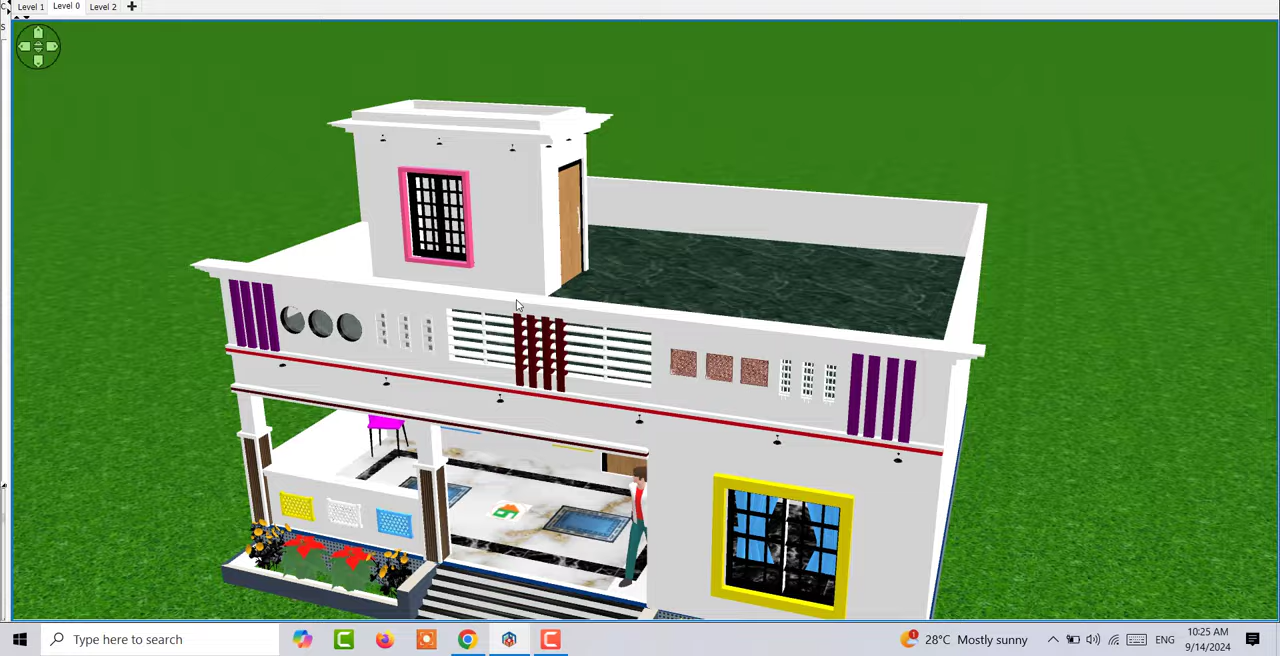 Level 1 Level 0 Level 2
Type here to search
28°C Mostly sunny
ENG
10:25 AM
9/14/2024